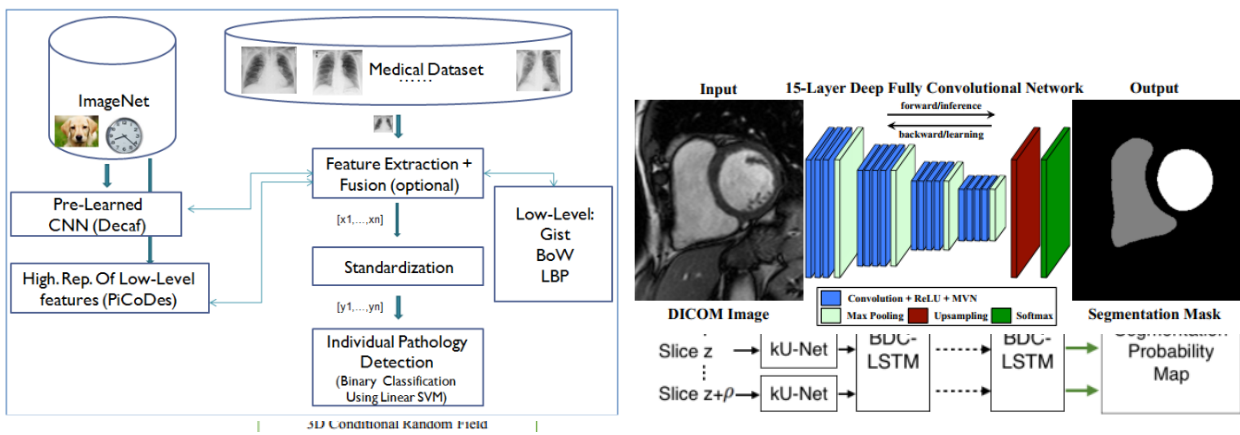 Medical Dataset
......
ImageNet
Feature Extraction +
Fusion (optional)
Pre-Learned
CNN (Decaf)
[x1,...,xn]
Low-Level:
Gist
BoW
LBP
Standardization
High. Rep. Of Low-Level
features (PiCoDes)
[y1,...,yn]
Individual Pathology
Detection
(Binary Classification
Using Linear SVM)
3D Conditional Random Field
Input
15-Layer Deep Fully Convolutional Network
Output
forward/inference
backward/learning
Convolution + ReLU + MVN
Max Pooling
Upsampling
Softmax
DICOM Image
Segmentation Mask
Slice z
kU-Net
BDC-
LSTM
BDC-
LSTM
Segmentation
Probability
Map
Slice z+ρ
kU-Net